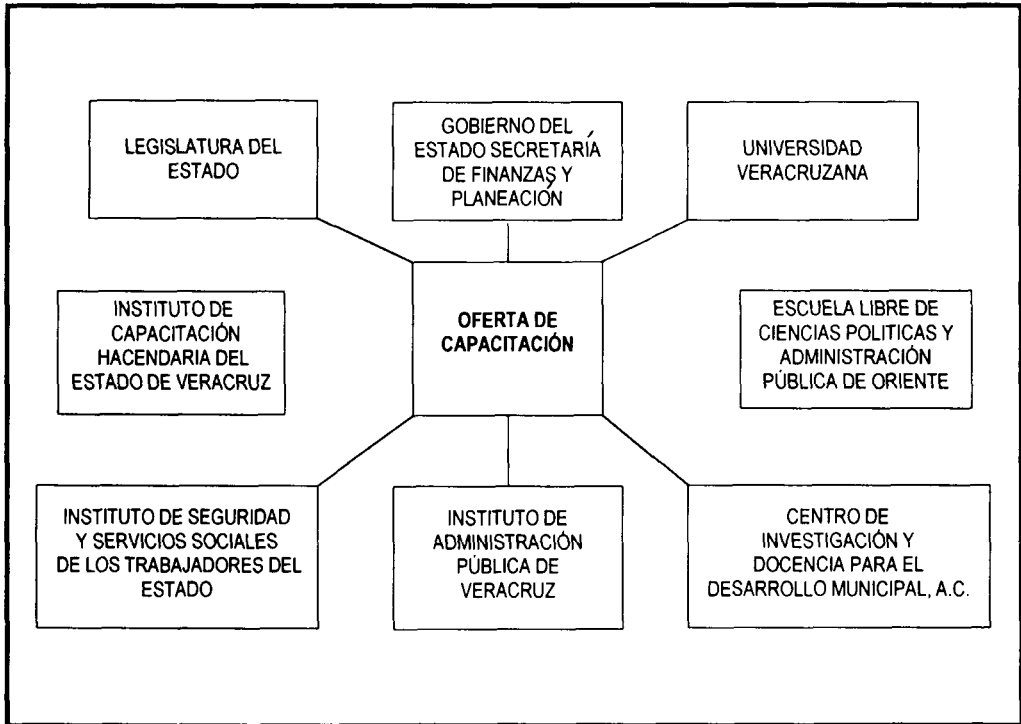 LEGISLATURA DEL
ESTADO
GOBIERNO DEL
ESTADO SECRETARÍA
DE FINANZAS Y
PLANEACIÓN
UNIVERSIDAD
VERACRUZANA
INSTITUTO DE
CAPACITACIÓN
HACENDARIA DEL
ESTADO DE VERACRUZ
OFERTA DE
CAPACITACIÓN
ESCUELA LIBRE DE
CIENCIAS POLITICAS Y
ADMINISTRACIÓN
PÚBLICA DE ORIENTE
INSTITUTO DE SEGURIDAD
Y SERVICIOS SOCIALES
DE LOS TRABAJADORES DEL
ESTADO
INSTITUTO DE
ADMINISTRACIÓN
PÚBLICA DE
VERACRUZ
CENTRO DE
INVESTIGACIÓN Y
DOCENCIA PARA EL
DESARROLLO MUNICIPAL, A.C.